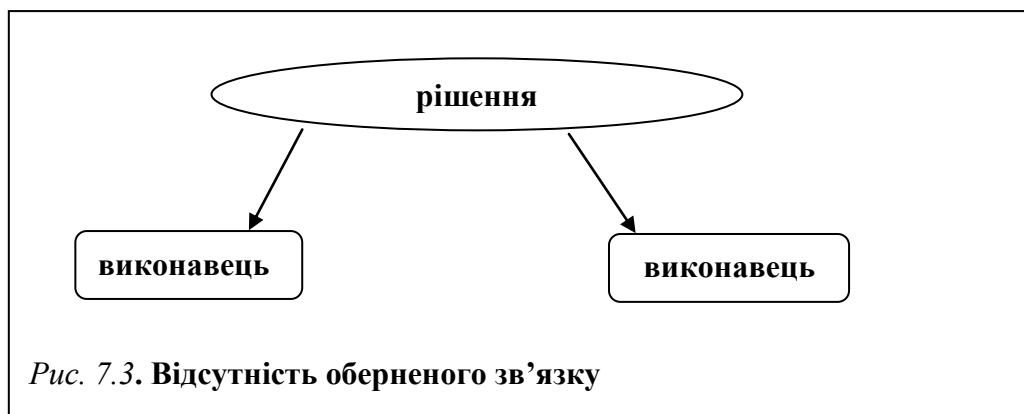 рішення
виконавець
виконавець
Рис. 7.3. Відсутність оберненого зв’язку